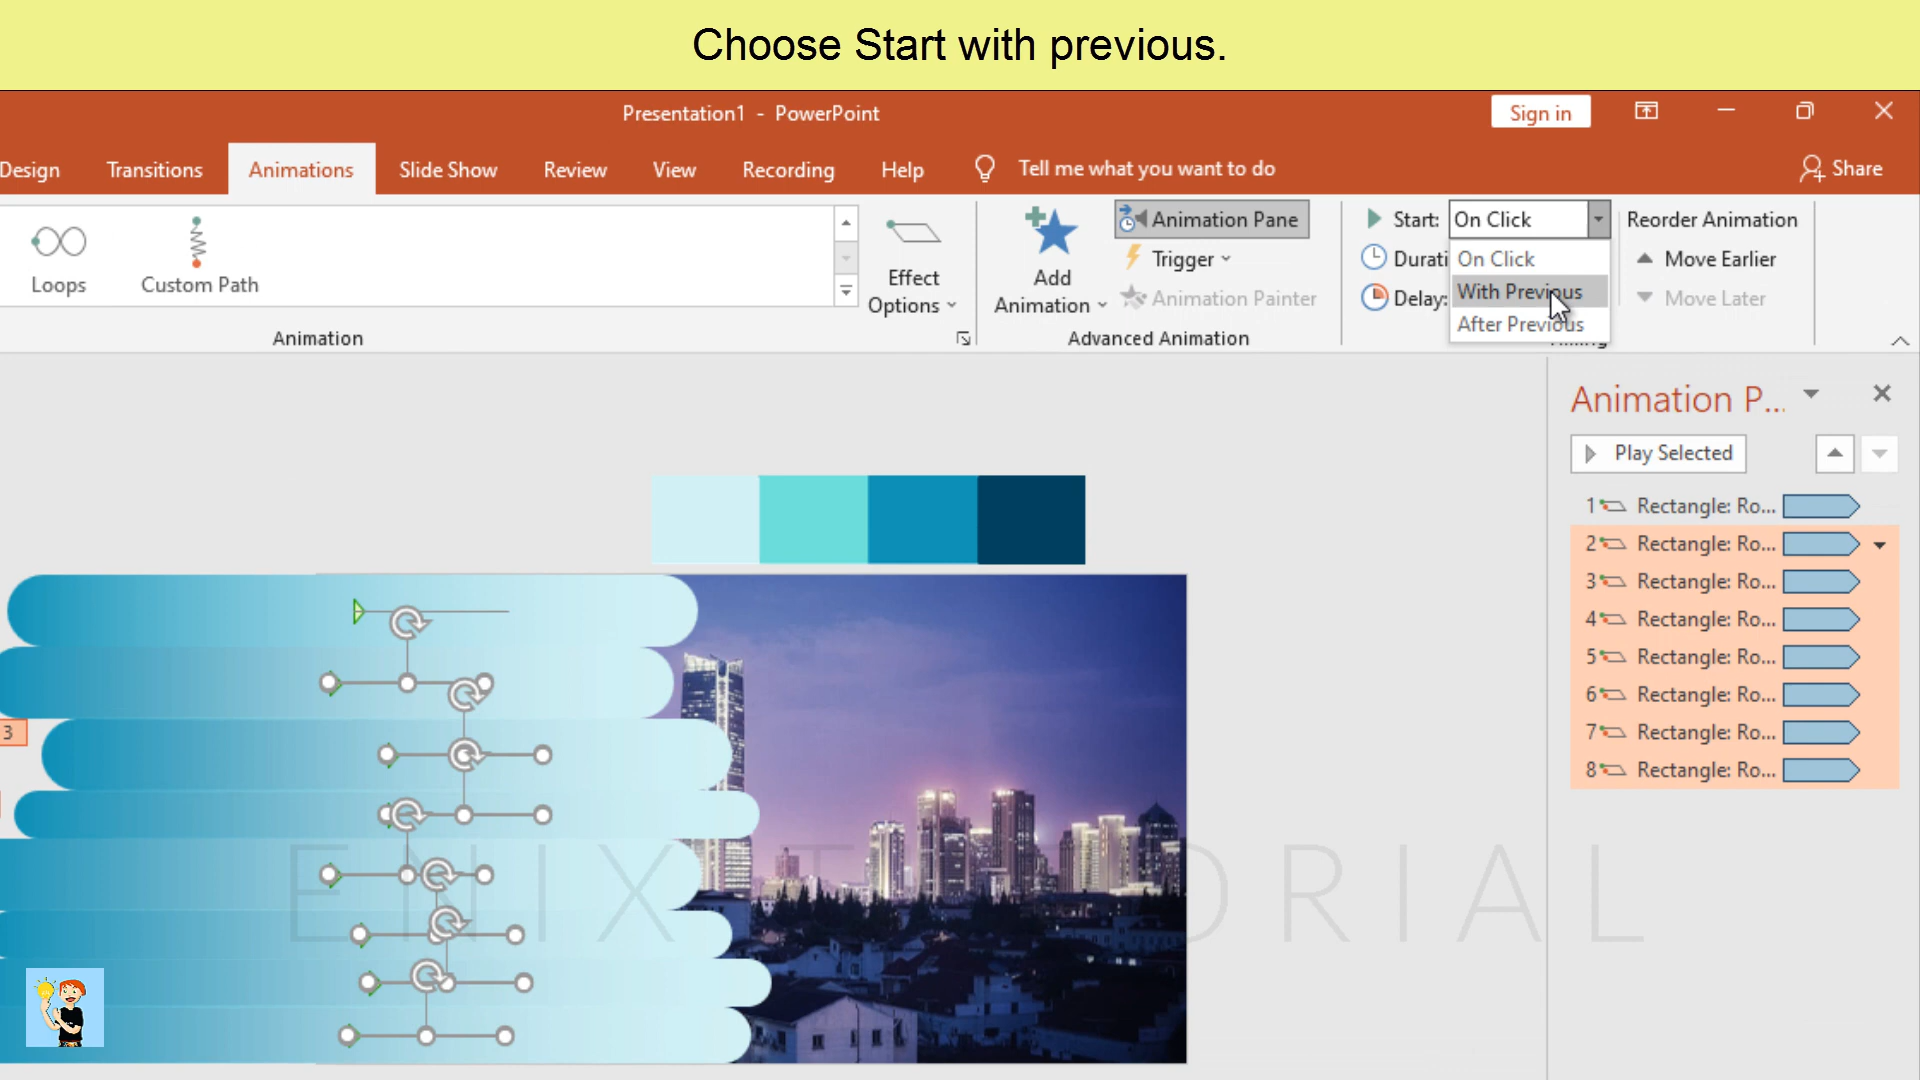 Choose Start with previous.
Presentation1 - PowerPoint
Sign in
Design
Transitions
Animations
Slide Show
Review
View
Recording
Help
Tell me what you want to do
Share
Loops
Custom Path
Effect
Options
Animation
Add
Animation
Animation Pane
Trigger
Animation Painter
Advanced Animation
Start:
On Click
Durati
Delay:
On Click
With Previous
After Previous
Reorder Animation
Move Earlier
Move Later
Animation P...
Play Selected
1 Rectangle: Ro...
2 Rectangle: Ro...
3 Rectangle: Ro...
4 Rectangle: Ro...
5 Rectangle: Ro...
6 Rectangle: Ro...
7 Rectangle: Ro...
8 Rectangle: Ro...
3